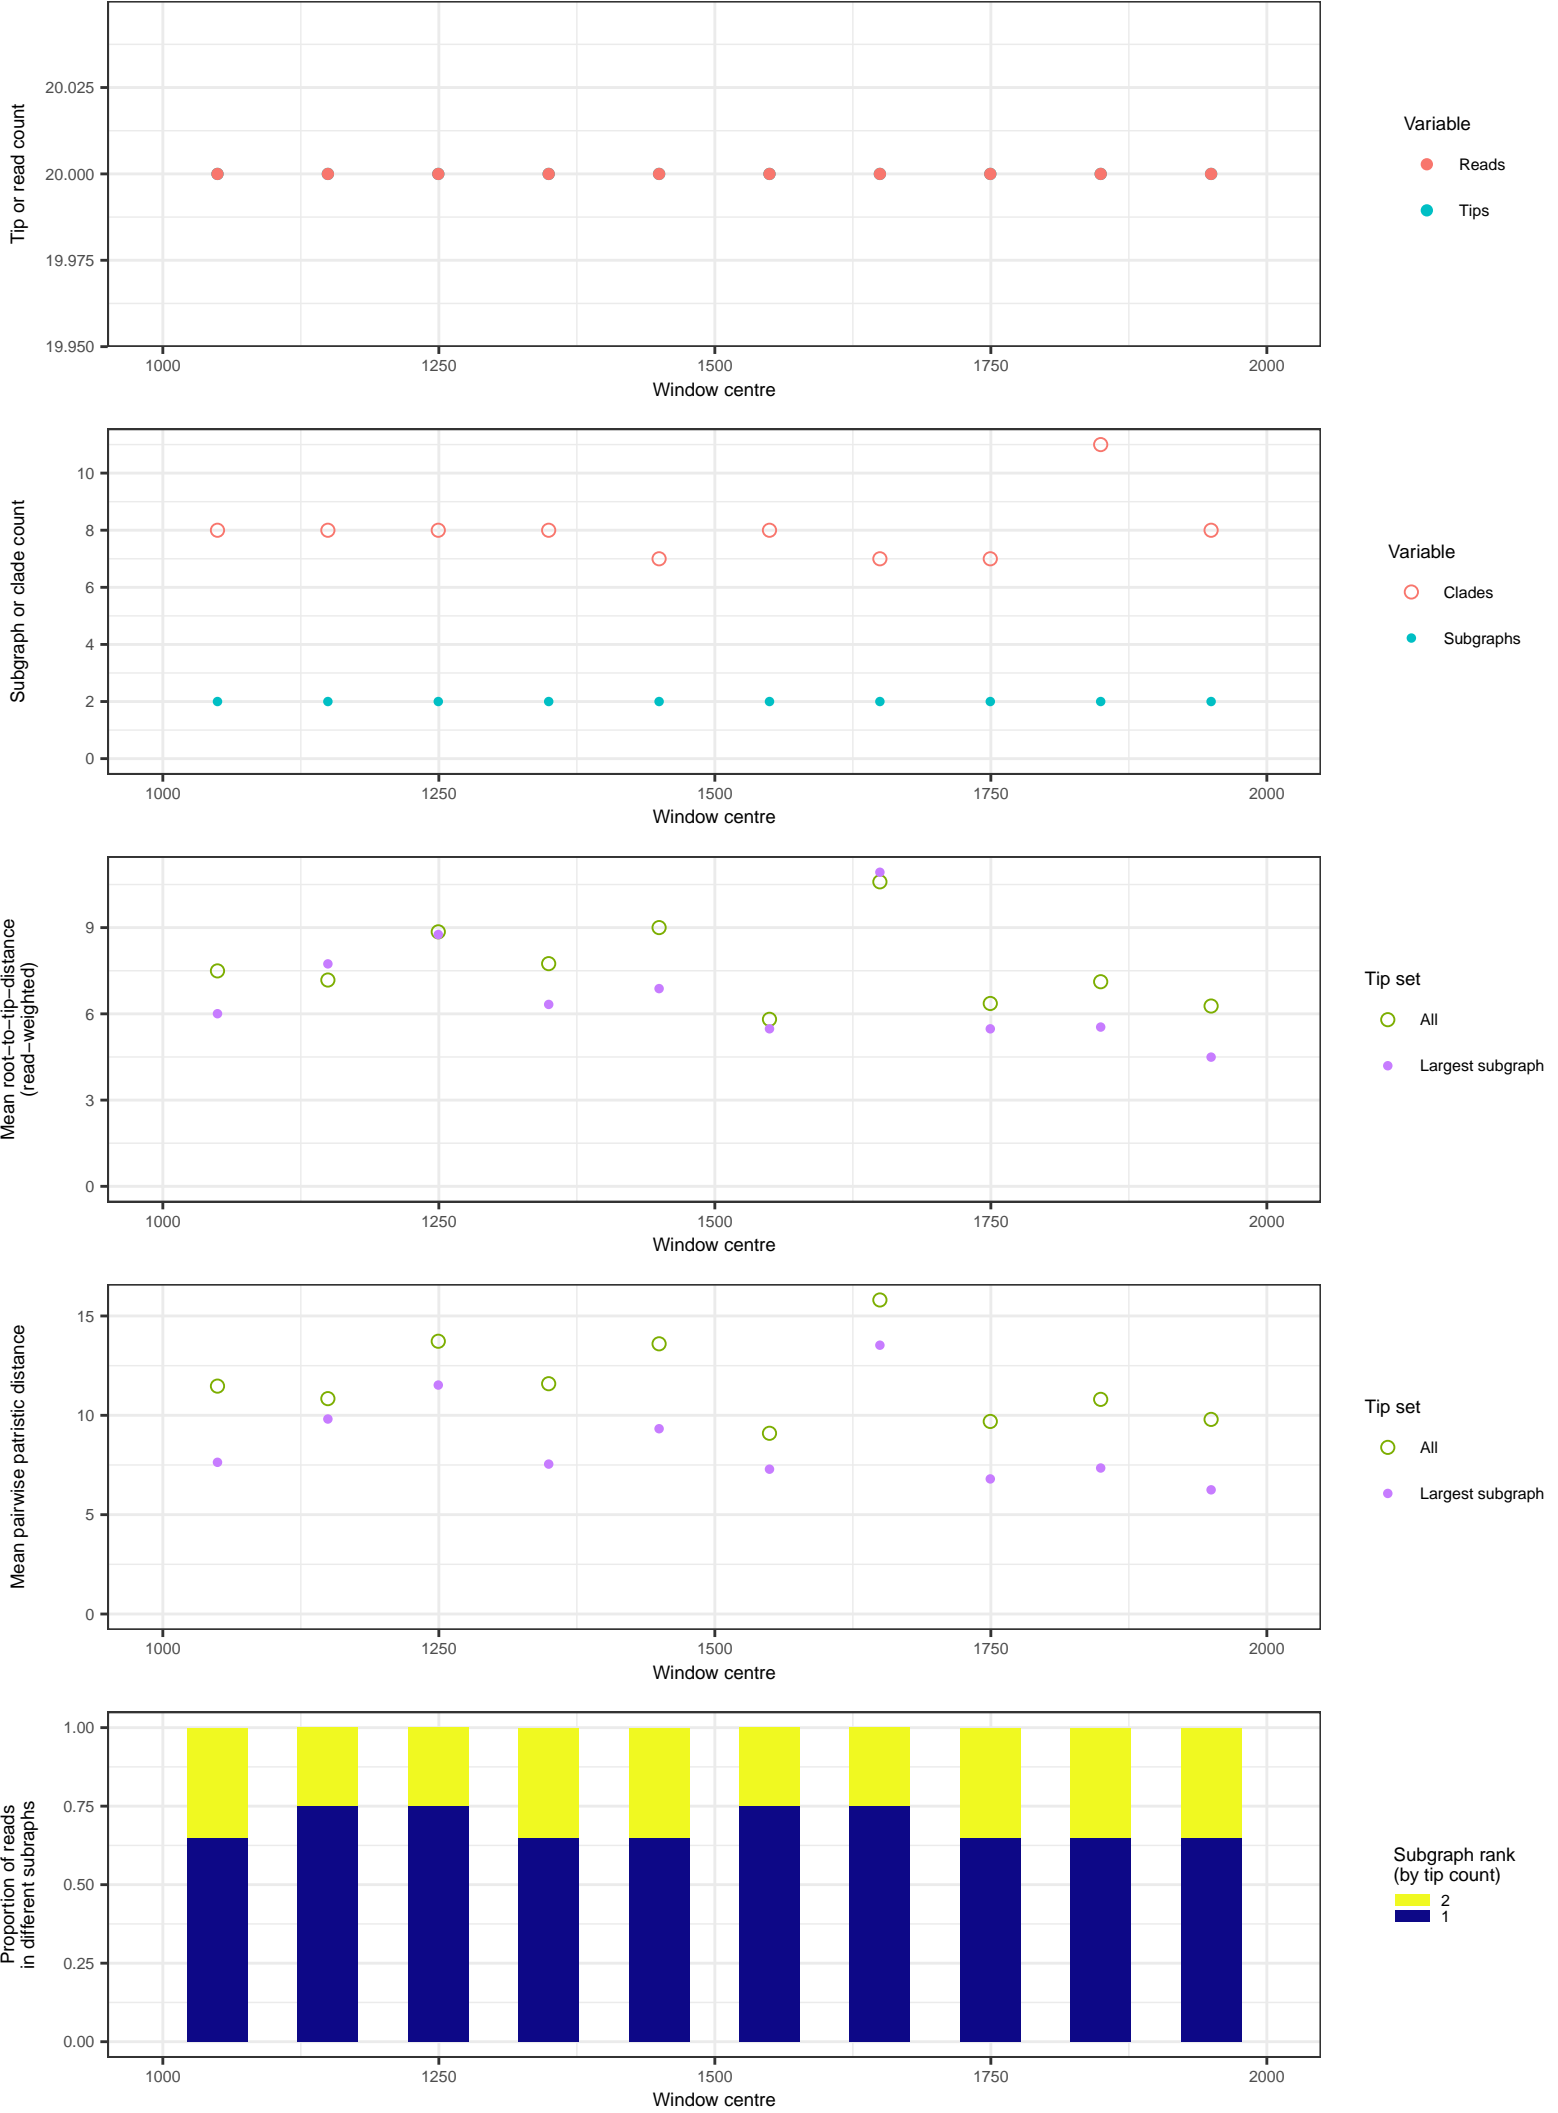 Tip or read count
20.025
20.000
19.975
19.950
1000 1250 1500 1750 2000
Window centre
Variable
Reads
Tips
Subgraph or clade count
10
8
6
4
2
0
1000 1250 1500 1750 2000
Window centre
Variable
Clades
Subgraphs
Mean root−to−tip−distance
(read−weighted)
9
6
3
0
1000 1250 1500 1750 2000
Window centre
Tip set
All
Largest subgraph
Mean pairwise patristic distance
15
10
5
0
1000 1250 1500 1750 2000
Window centre
Tip set
All
Largest subgraph
Proportion of reads
in different subraphs
1.00
0.75
0.50
0.25
0.00
1000 1250 1500 1750 2000
Window centre
Subgraph rank
(by tip count)
2
1